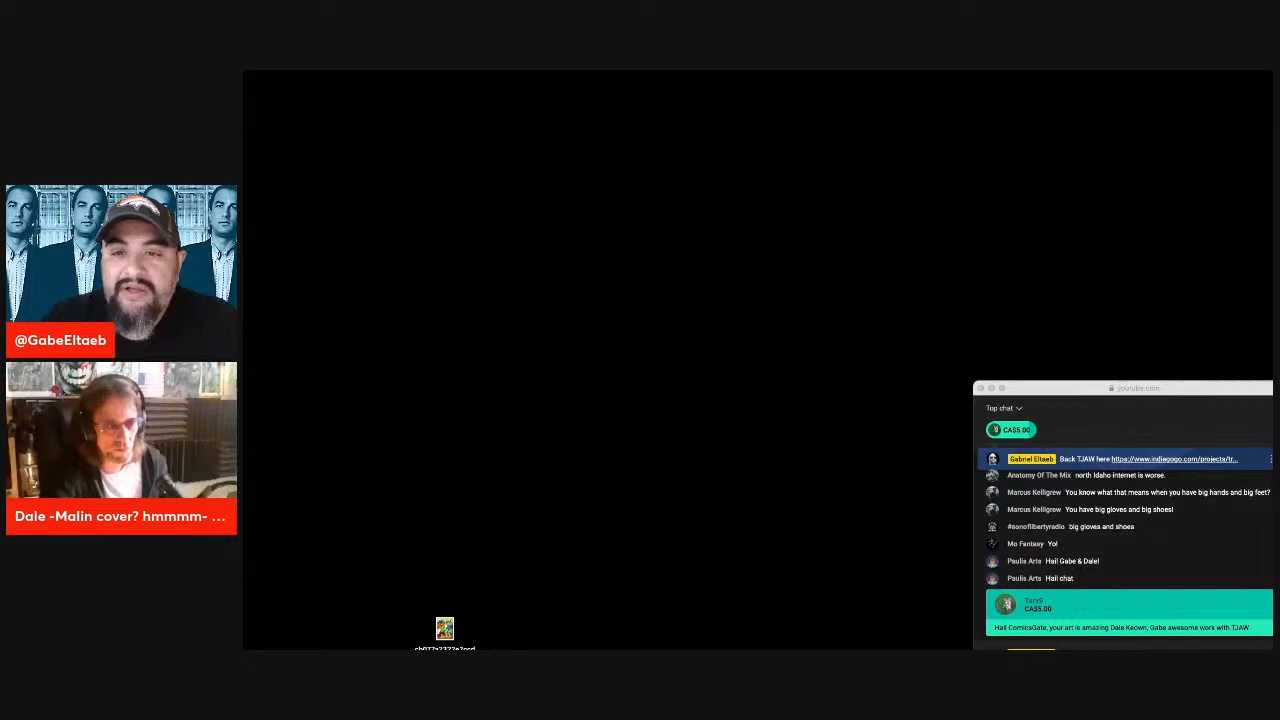 @GabeEltaeb
Dale -Malin cover? hmmmm- ...
youtube.com
Top chat
CA$5.00
Gabriel Eltaeb Back TJAW here https://www.indiegogo.com/projects/tr...
Anatomy Of The Mix north Idaho internet is worse.
Marcus Kelligrew You know what that means when you have big hands and big feet?
Marcus Kelligrew You have big gloves and big shoes!
#sonoflibertyradio big gloves and shoes
Mo Fantasy Yo!
Paulis Arts Hail Gabe & Dale!
Paulis Arts Hail chat
CA$5.00
Hail ComicsGate, your art is amazing Dale Keown, Gabe awesome work with TJAW